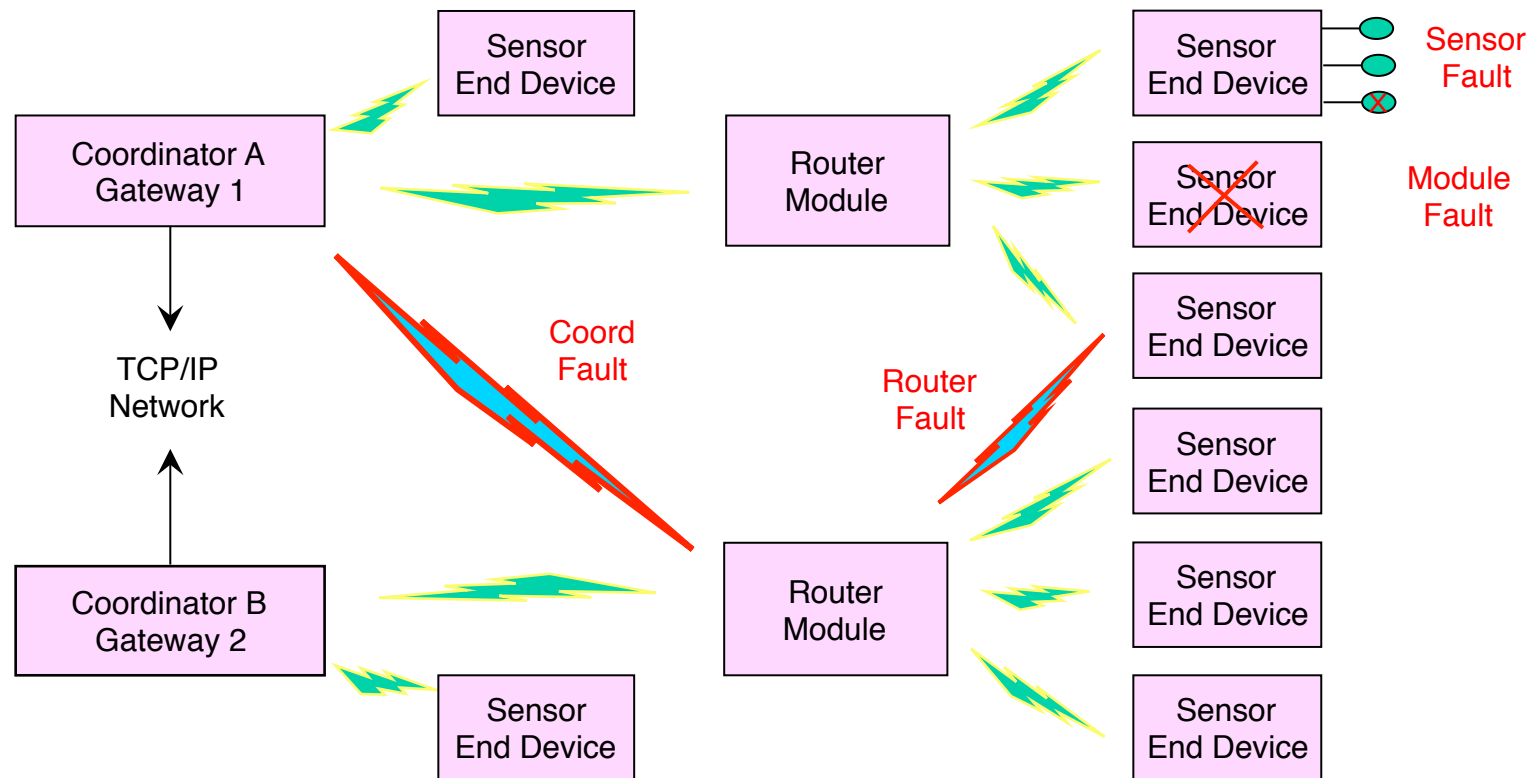 Sensor
End Device
Sensor
End Device
Sensor
Fault
Coordinator A
Gateway 1
Router
Module
Sensor
End Device
Module
Fault
Sensor
End Device
Coord
Fault
TCP/IP
Network
Router
Fault
Sensor
End Device
Coordinator B
Gateway 2
Router
Module
Sensor
End Device
Sensor
End Device
Sensor
End Device